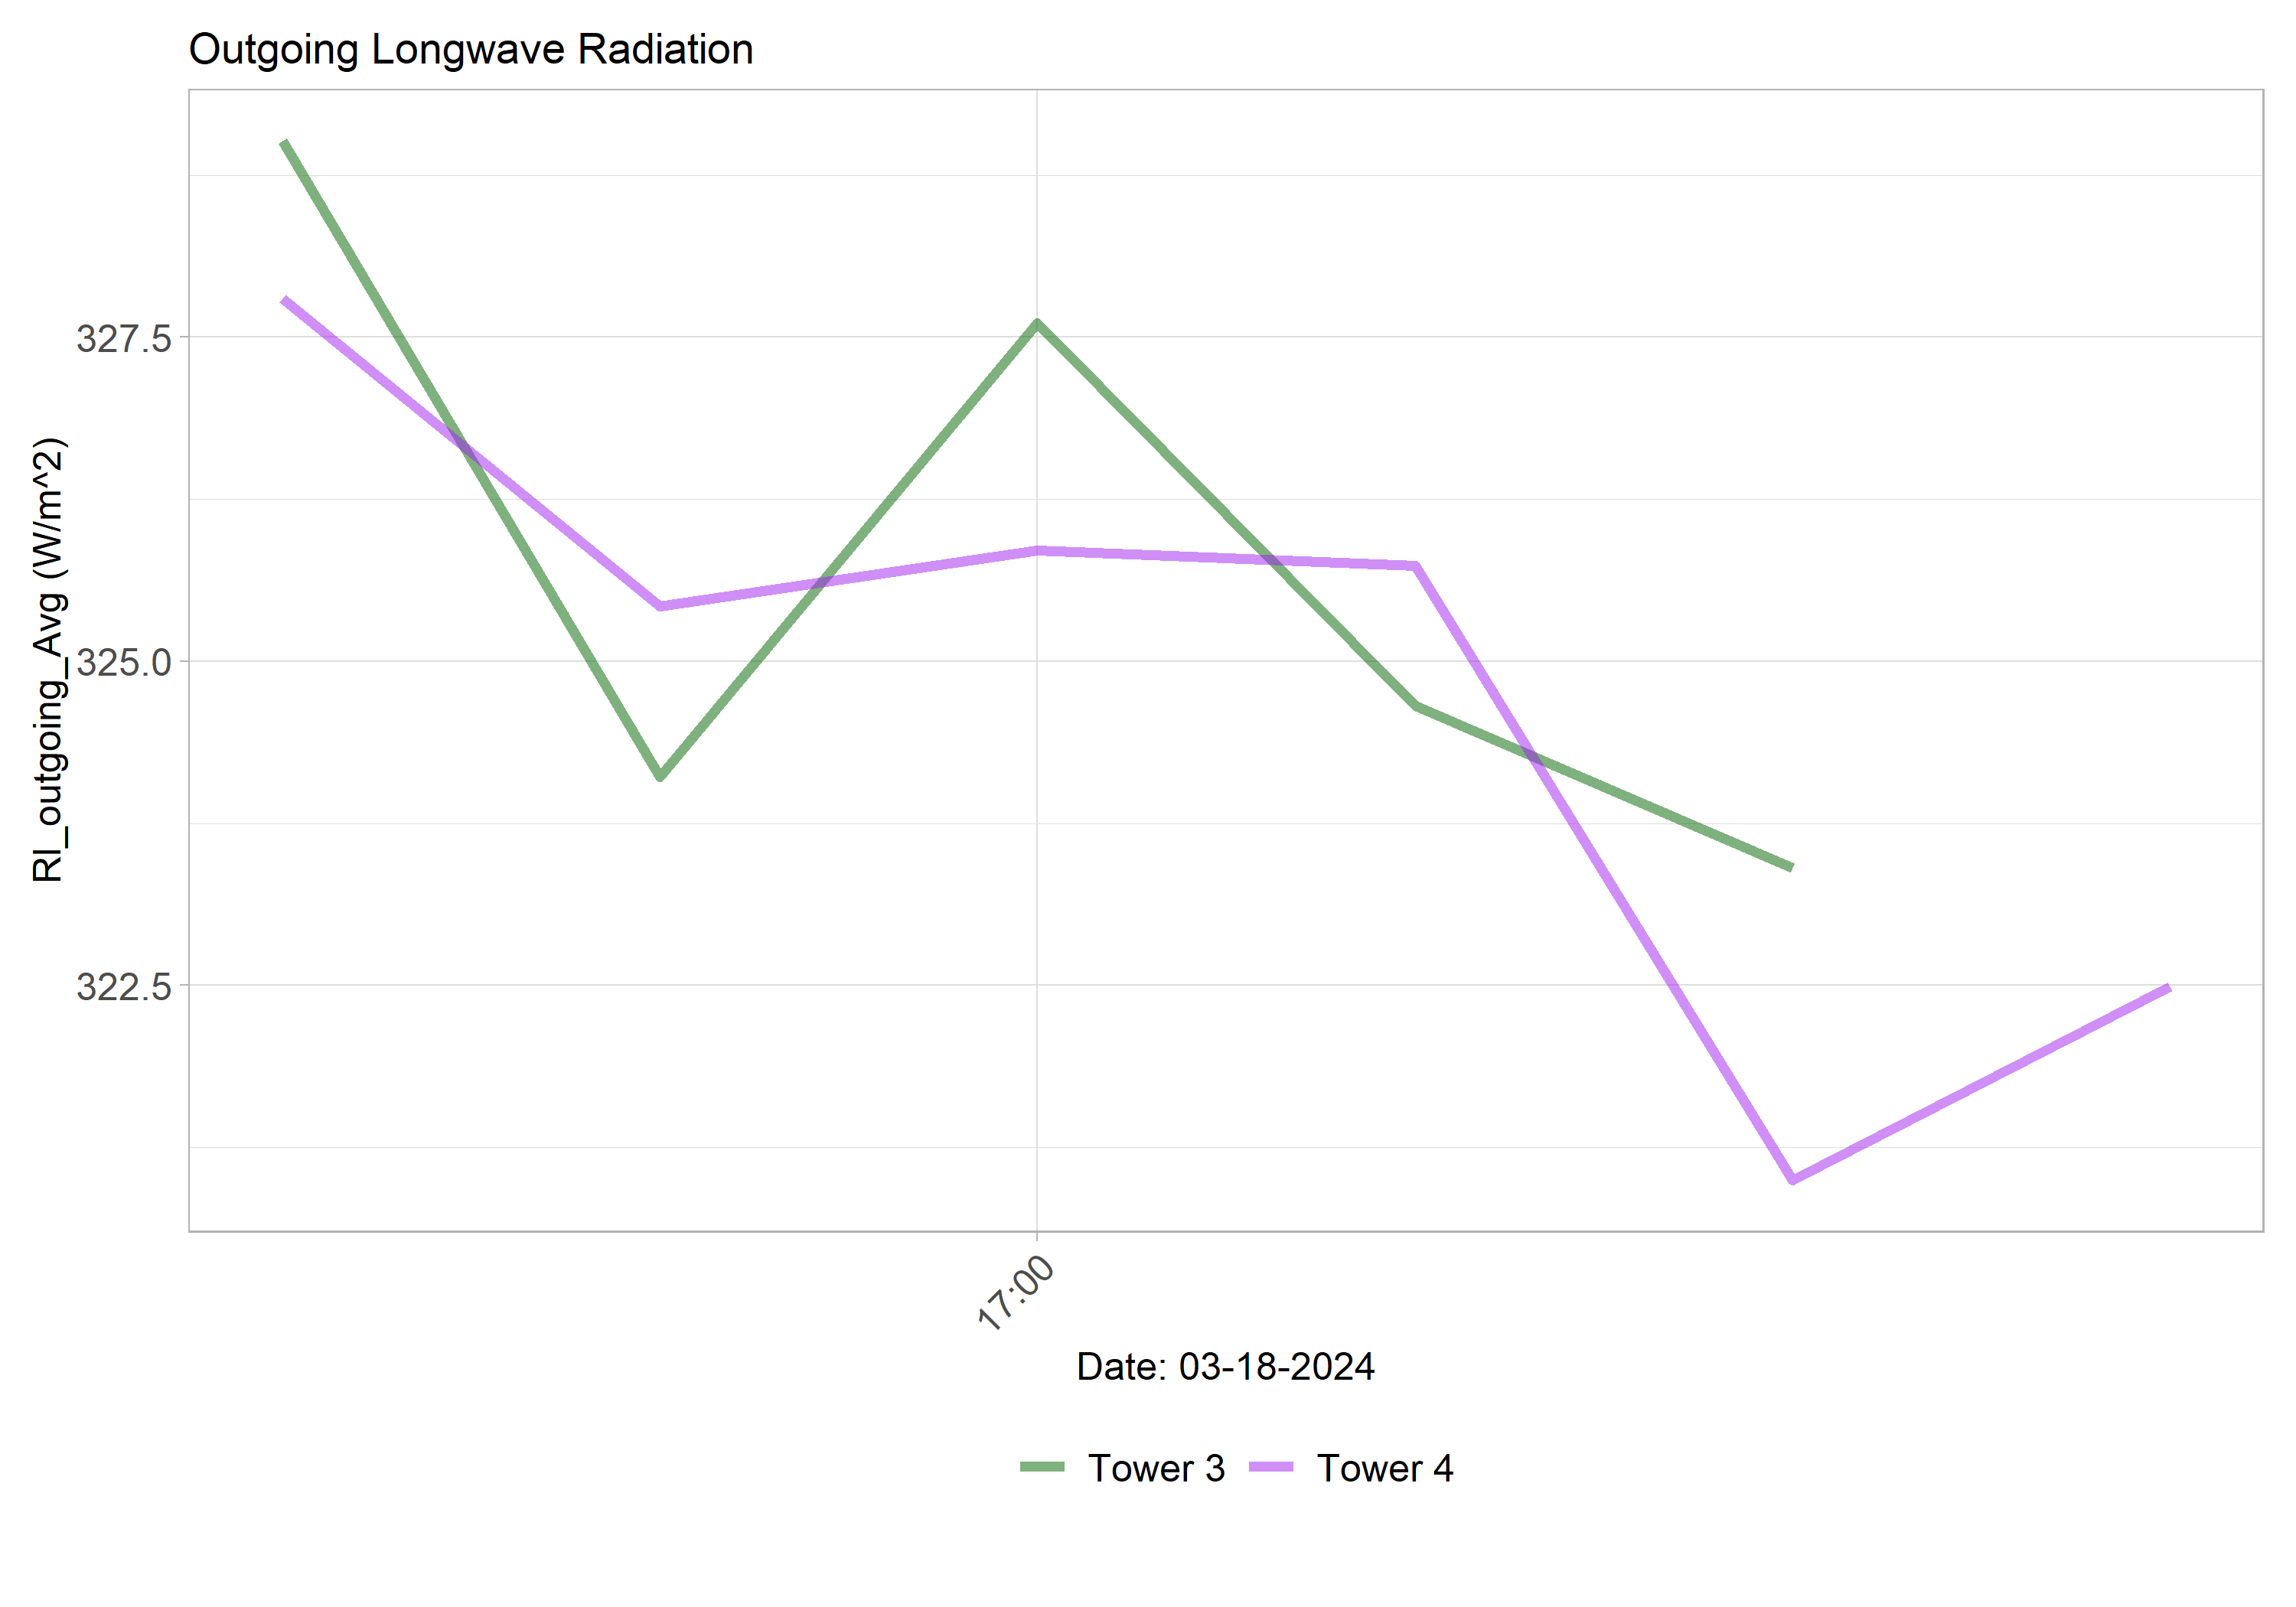 Outgoing Longwave Radiation
Rl_outgoing_Avg (W/m^2)
327.5
325.0
322.5
17:00
Date: 03-18-2024
Tower 3 Tower 4